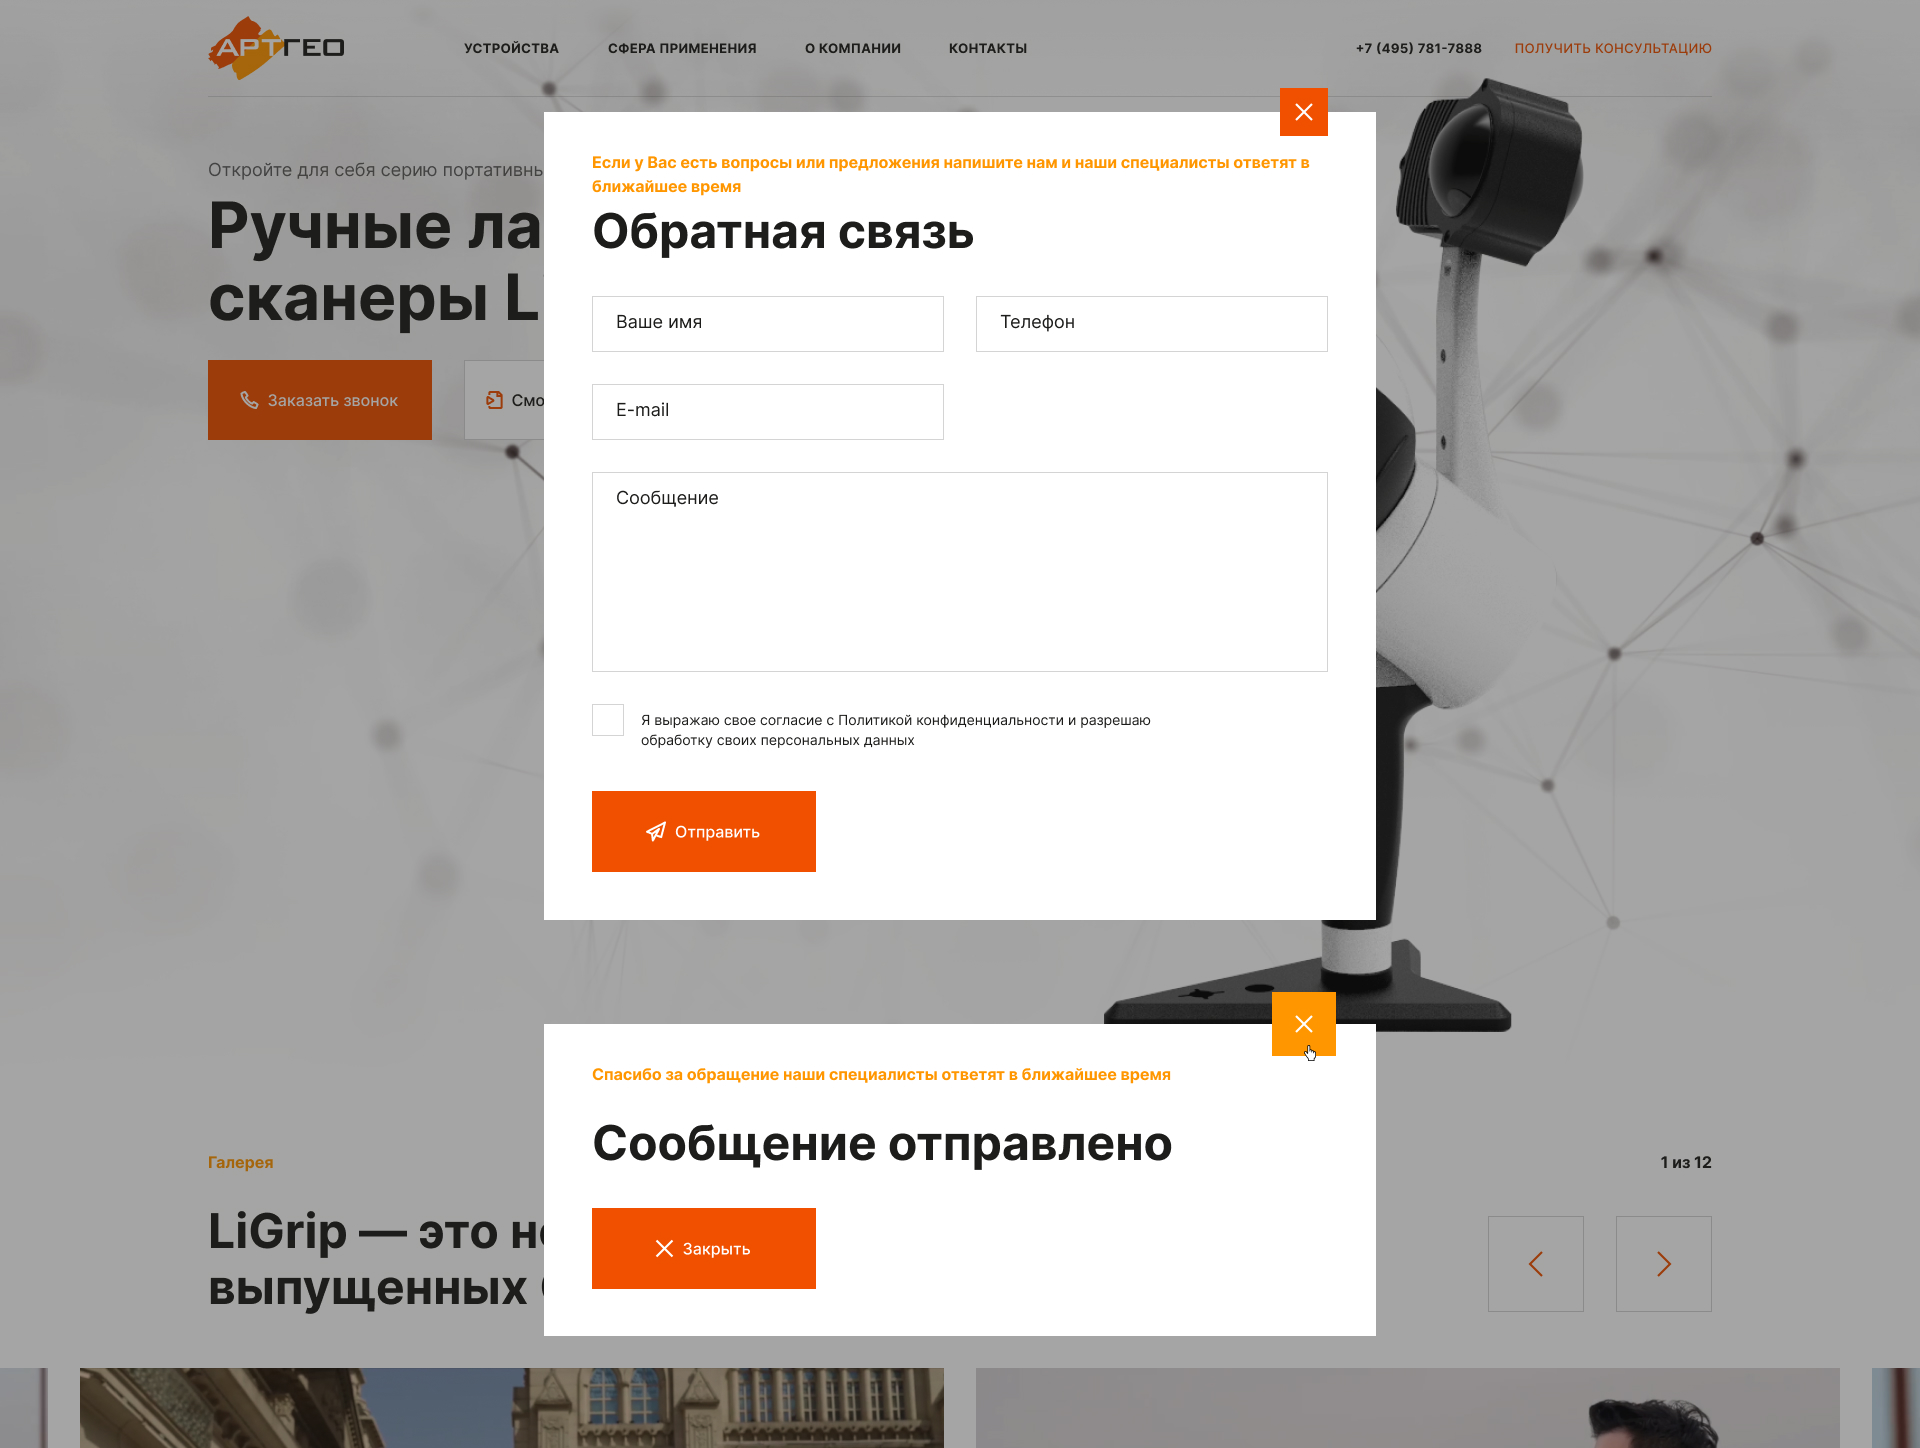 АРТГЕО
УСТРОЙСТВА
СФЕРА ПРИМЕНЕНИЯ
О КОМПАНИИ
КОНТАКТЫ
+7 (495) 781-7888
ПОЛУЧИТЬ КОНСУЛЬТАЦИЮ
Откройте для себя серию портативны
Ручные ла
сканеры L
Заказать звонок
Смо
Если у Вас есть вопросы или предложения напишите нам и наши специалисты ответят в
ближайшее время
Обратная связь
Ваше имя
Телефон
E-mail
Сообщение
Я выражаю свое согласие с Политикой конфиденциальности и разрешаю
обработку своих персональных данных
Отправить
Спасибо за обращение наши специалисты ответят в ближайшее время
Сообщение отправлено
Закрыть
Галерея
1 из 12
LiGrip — это но
выпущенных